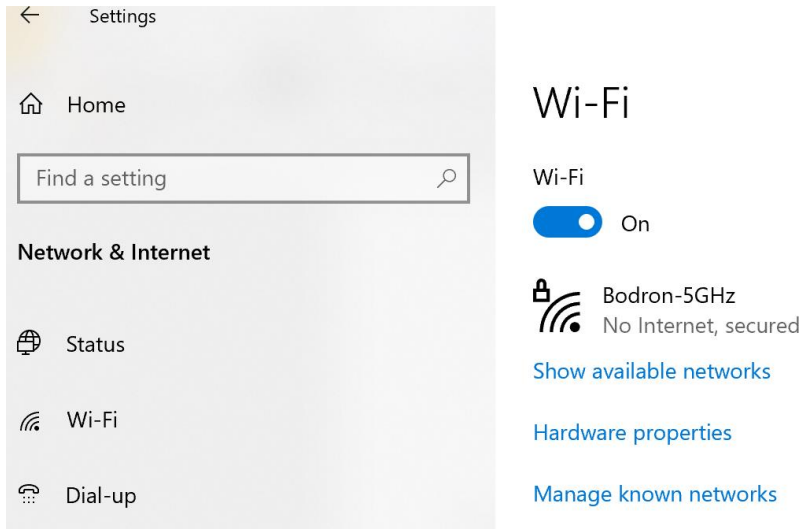 Settings
Home
Find a setting
Network & Internet
Status
Wi-Fi
Dial-up
Wi-Fi
Wi-Fi
On
Bodron-5GHz
No Internet, secured
Show available networks
Hardware properties
Manage known networks